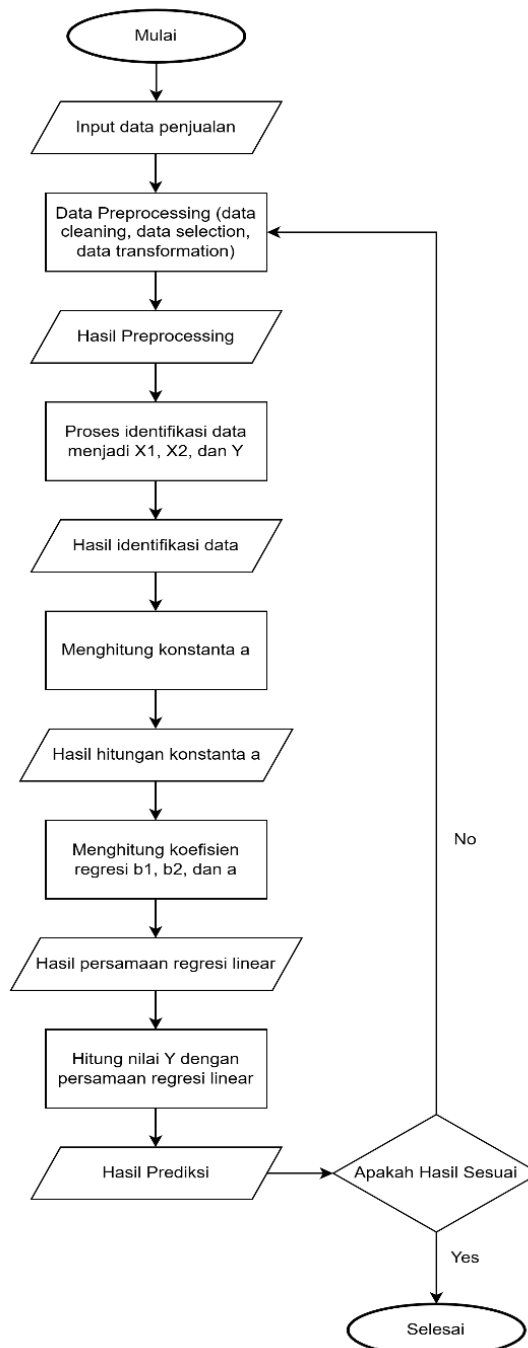 Mulai
Input data penjualan
Data Preprocessing (data
cleaning, data selection,
data transformation)
Hasil Preprocessing
Proses identifikasi data
menjadi X1, X2, dan Y
Hasil identifikasi data
Menghitung konstanta a
Hasil hitungan konstanta a
Menghitung koefisien
regresi b1, b2, dan a
Hasil persamaan regresi linear
Hitung nilai Y dengan
persamaan regresi linear
Hasil Prediksi
Apakah Hasil Sesuai
No
Yes
Selesai